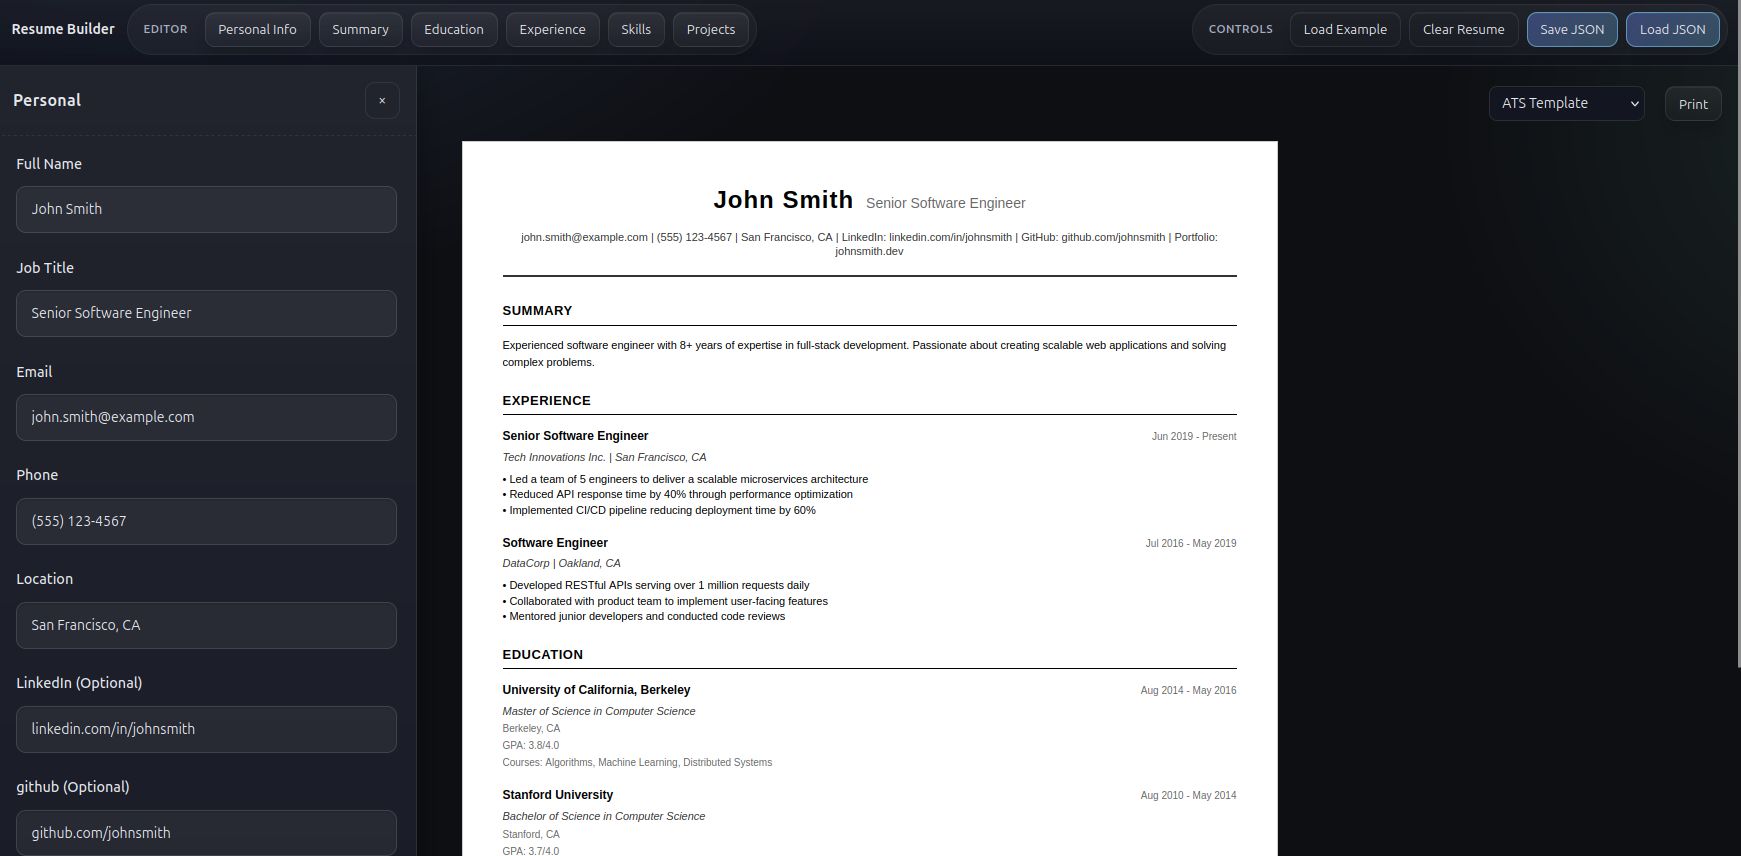 Resume Builder EDITOR Personal Info Summary Education Experience Skills Projects CONTROLS Load Example Clear Resume Save JSON Load JSON
Personal ×
Full Name
John Smith
Job Title
Senior Software Engineer
Email
john.smith@example.com
Phone
(555) 123-4567
Location
San Francisco, CA
LinkedIn (Optional)
linkedin.com/in/johnsmith
github (Optional)
github.com/johnsmith
ATS Template Print
John Smith Senior Software Engineer
john.smith@example.com | (555) 123-4567 | San Francisco, CA | LinkedIn: linkedin.com/in/johnsmith | GitHub: github.com/johnsmith | Portfolio:
johnsmith.dev
SUMMARY
Experienced software engineer with 8+ years of expertise in full-stack development. Passionate about creating scalable web applications and solving
complex problems.
EXPERIENCE
Senior Software Engineer Jun 2019 - Present
Tech Innovations Inc. | San Francisco, CA
• Led a team of 5 engineers to deliver a scalable microservices architecture
• Reduced API response time by 40% through performance optimization
• Implemented CI/CD pipeline reducing deployment time by 60%
Software Engineer Jul 2016 - May 2019
DataCorp | Oakland, CA
• Developed RESTful APIs serving over 1 million requests daily
• Collaborated with product team to implement user-facing features
• Mentored junior developers and conducted code reviews
EDUCATION
University of California, Berkeley Aug 2014 - May 2016
Master of Science in Computer Science
Berkeley, CA
GPA: 3.8/4.0
Courses: Algorithms, Machine Learning, Distributed Systems
Stanford University Aug 2010 - May 2014
Bachelor of Science in Computer Science
Stanford, CA
GPA: 3.7/4.0